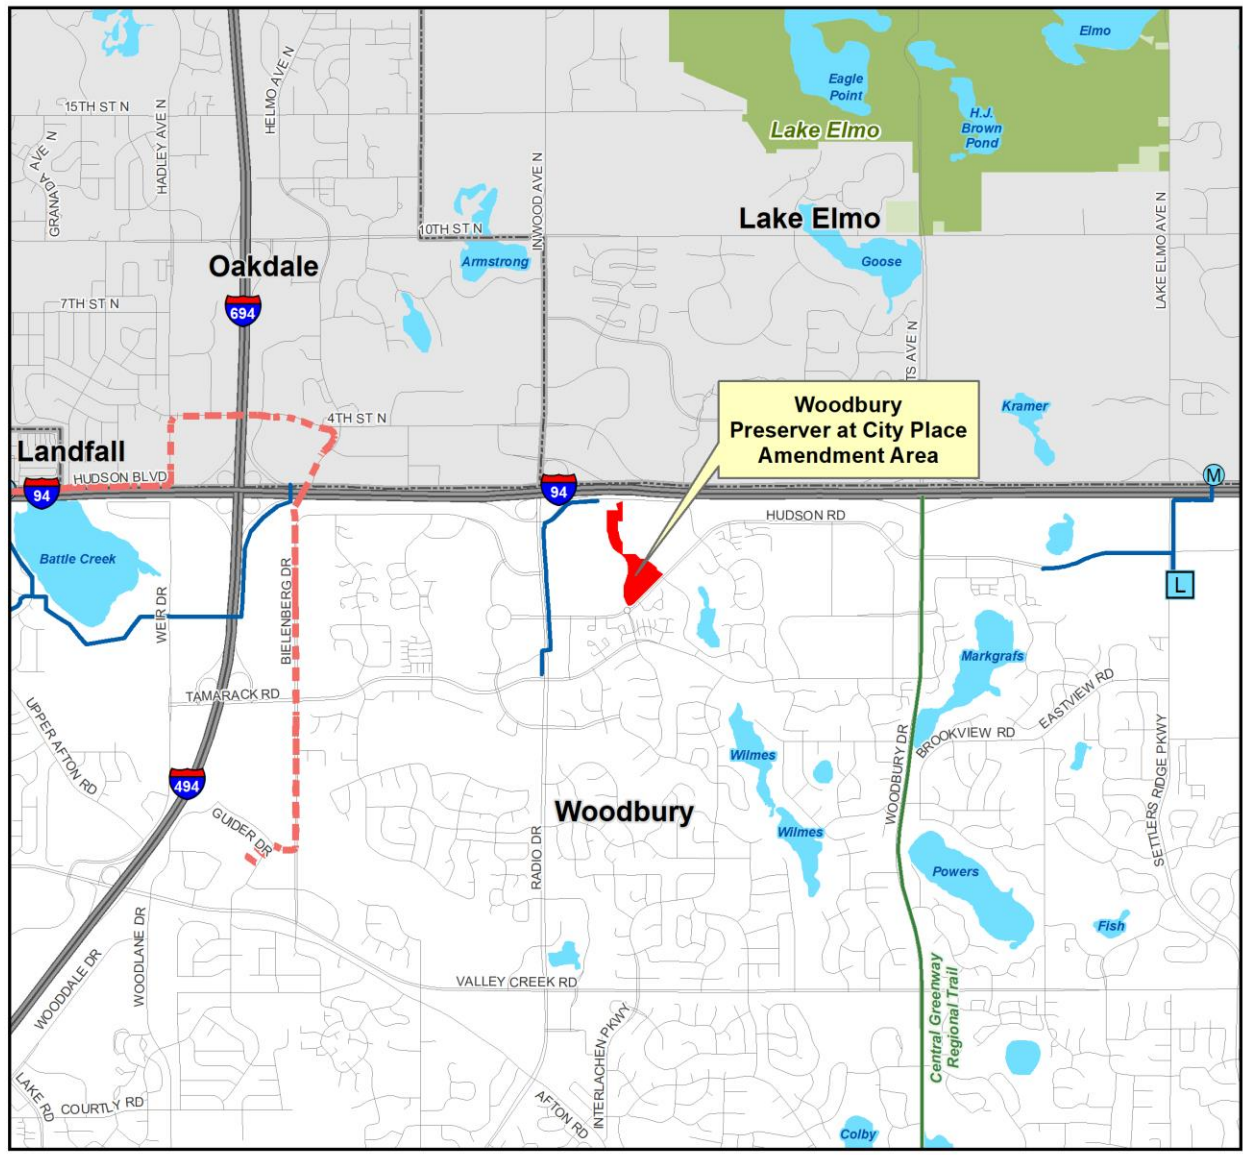 Elmo
Eagle
Point
15TH ST N
HADLEY AVE N
HELMO AVE N
GRANADA AVE N
H.J.
Brown
Pond
Lake Elmo
INWOOD AVE N
LAKE ELMO AVE N
10TH ST N
Lake Elmo
Armstrong
Goose
Oakdale
7TH ST N
694
TS AVE N
4TH ST N
Woodbury
Preserver at City Place
Amendment Area
Kramer
Landfall
HUDSON BLVD
94
94
M
HUDSON RD
Battle Creek
WEIR DR
BIELENBERG DR
L
Markgrafs
TAMARACK RD
EASTVIEW RD
BROOKVIEW RD
UPPER AFTON RD
WOODBURY DR
SETTLERS RIDGE PKWY
Wilmes
494
Woodbury
GUIDER DR
Wilmes
RADIO DR
Powers
Fish
WOODLANE DR
WOODDALE DR
VALLEY CREEK RD
Central Greenway
Regional Trail
INTERLACHEN PKWY
LAKE RD
COURTLY RD
AFTON RD
Colby